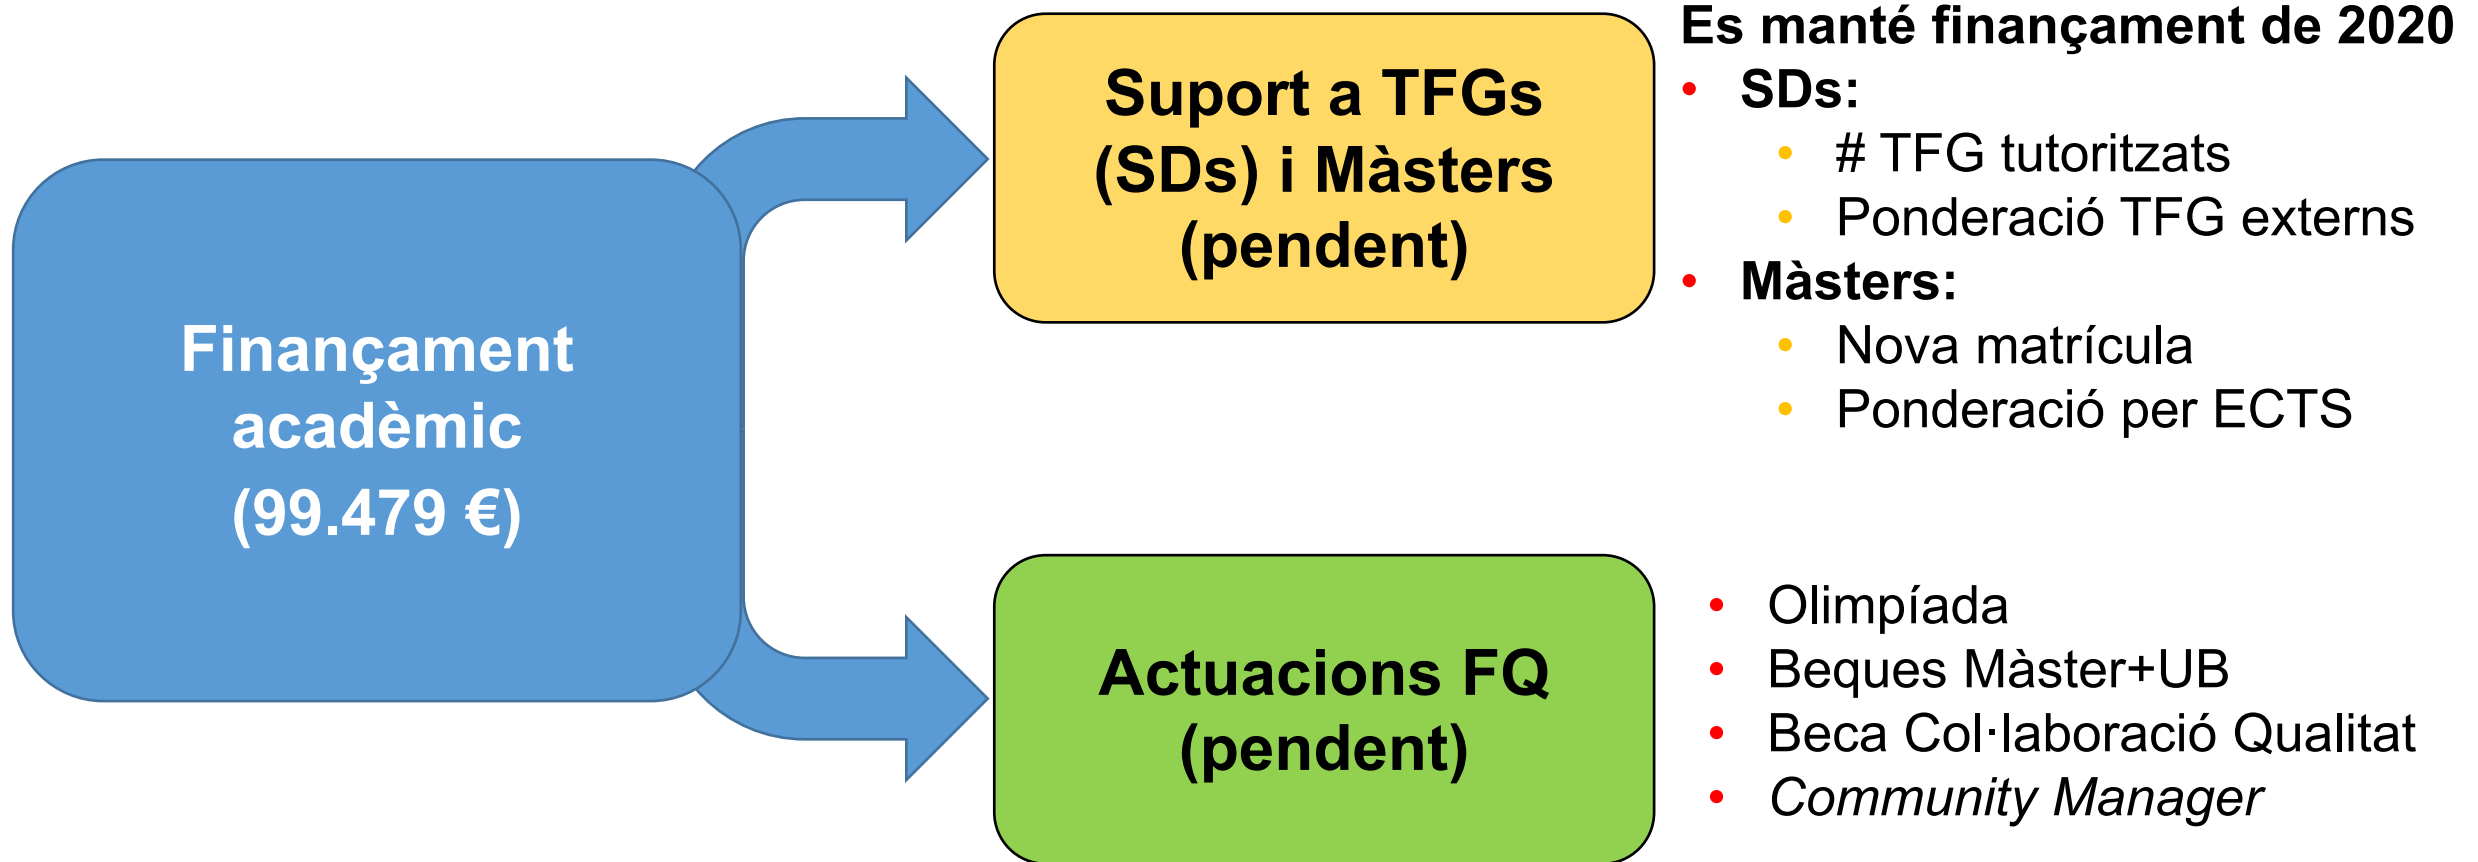 Finançament
acadèmic
(99.479 €)
Suport a TFGs
(SDs) i Màsters
(pendent)
Es manté finançament de 2020
• SDs:
• # TFG tutoritzats
• Ponderació TFG externs
• Màsters:
• Nova matrícula
• Ponderació per ECTS
Actuacions FQ
(pendent)
• Olimpíada
• Beques Màster+UB
• Beca Col·laboració Qualitat
• Community Manager